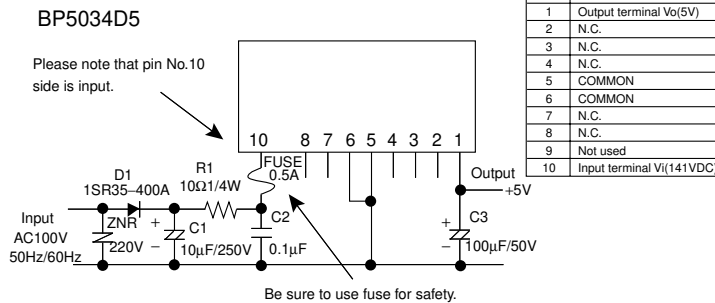 BP5034D5
Please note that pin No.10
side is input.
10 8 7 6 5 4 3 2 1
FUSE
0.5A
D1
1SR35–400A
R1
10Ω1/4W
Output
+5V
Input
AC100V
50Hz/60Hz
ZNR
220V
+
–
C1
10μF/250V
C2
0.1μF
+
–
C3
100μF/50V
Be sure to use fuse for safety.
1 Output terminal Vo(5V)
2 N.C.
3 N.C.
4 N.C.
5 COMMON
6 COMMON
7 N.C.
8 N.C.
9 Not used
10 Input terminal Vi(141VDC)